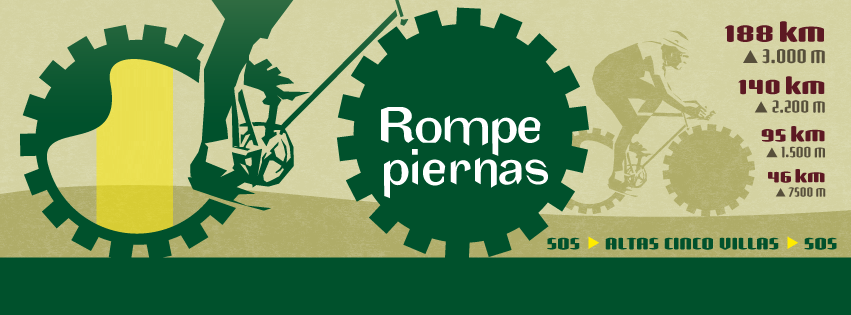 Rompe
piernas
188 km
▲ 3.000 M
140 km
▲ 2.200 M
95 km
▲ 1.500 M
46 km
▲ 7500 M
SOS ▶ ALTAS CINCO VILLAS ▶ SOS